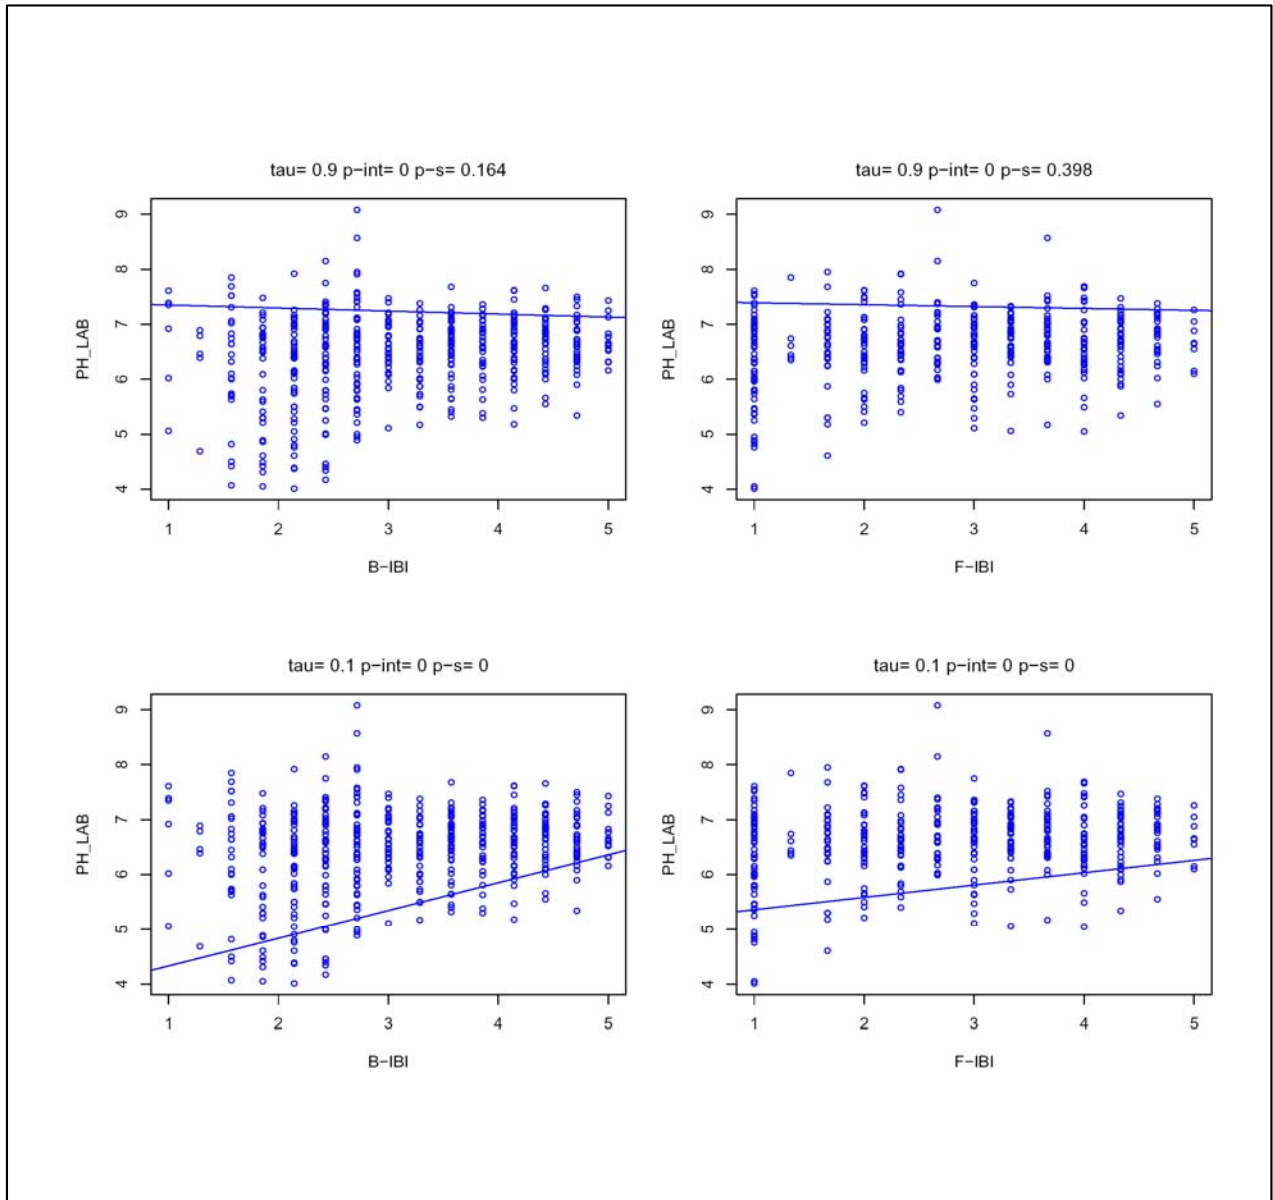 tau= 0.9 p−int= 0 p−s= 0.164
PH_LAB
9
8
7
6
5
4
1 2 3 4 5
B−IBI
tau= 0.9 p−int= 0 p−s= 0.398
PH_LAB
9
8
7
6
5
4
1 2 3 4 5
F−IBI
tau= 0.1 p−int= 0 p−s= 0
PH_LAB
9
8
7
6
5
4
1 2 3 4 5
B−IBI
tau= 0.1 p−int= 0 p−s= 0
PH_LAB
9
8
7
6
5
4
1 2 3 4 5
F−IBI